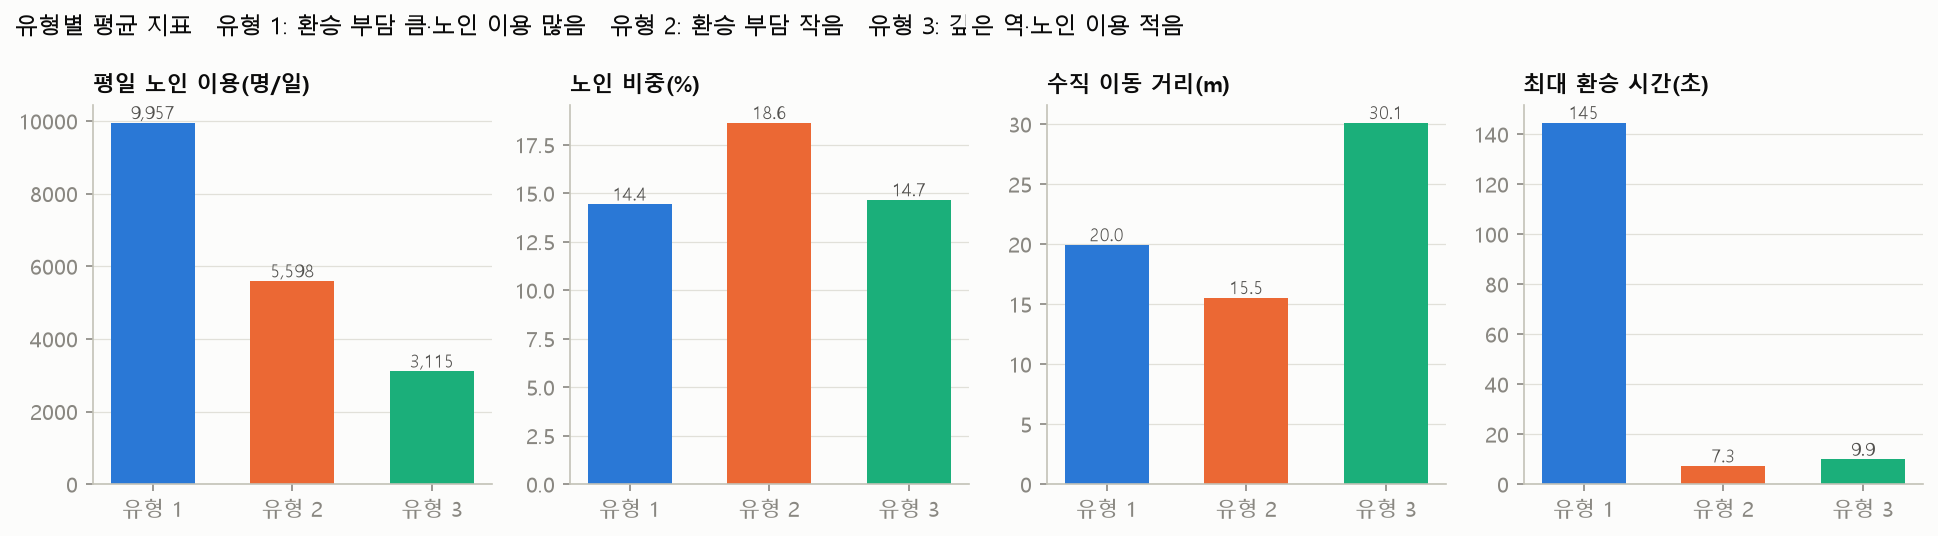 유형별 평균 지표 유형 1: 환승 부담 큼·노인 이용 많음 유형 2: 환승 부담 작음 유형 3: 깊은 역·노인 이용 적음
평일 노인 이용(명/일)
10000
8000
6000
4000
2000
0
9,957
5,598
3,115
유형 1
유형 2
유형 3
노인 비중(%)
17.5
15.0
12.5
10.0
7.5
5.0
2.5
0.0
14.4
18.6
14.7
유형 1
유형 2
유형 3
수직 이동 거리(m)
30
25
20
15
10
5
0
20.0
15.5
30.1
유형 1
유형 2
유형 3
최대 환승 시간(초)
140
120
100
80
60
40
20
0
145
7.3
9.9
유형 1
유형 2
유형 3